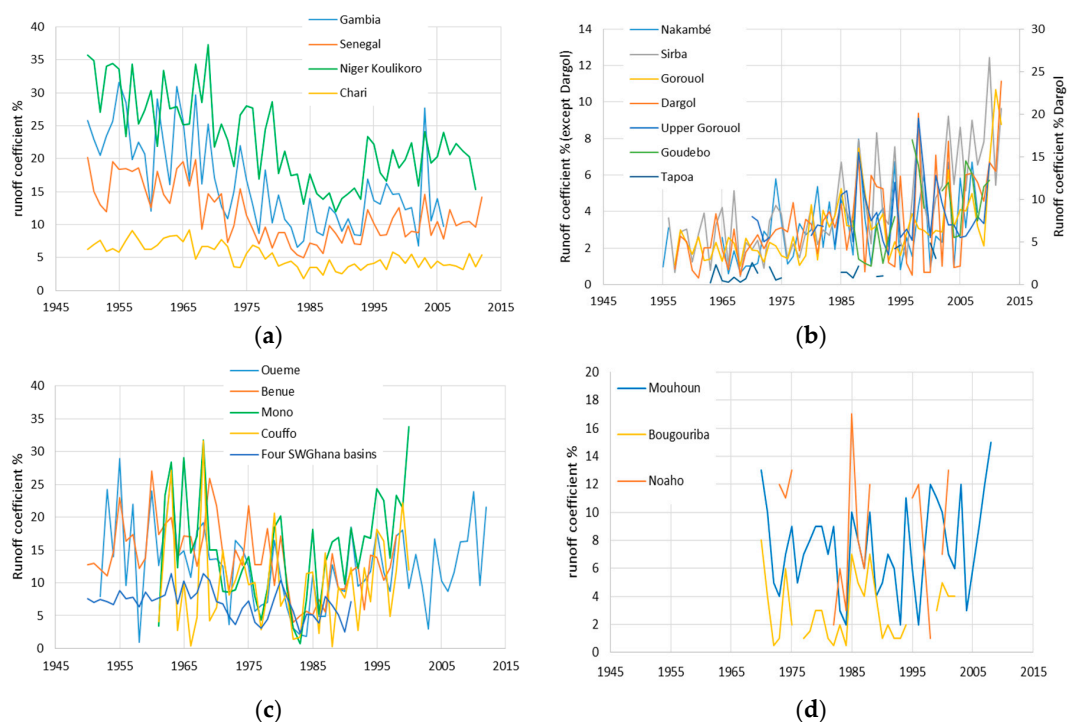 Gambia
Senegal
Niger Koulikoro
Chari
runoff coefficient %
40
35
30
25
20
15
10
5
0
1945 1955 1965 1975 1985 1995 2005 2015
(a)
Nakambé
Sirba
Gorouol
Dargol
Upper Gorouol
Goudebo
Tapoa
Runoff coefficient % (except Dargol)
14
12
10
8
6
4
2
0
30
25
20
15
10
5
0
Runoff coefficient % Dargol
1945 1955 1965 1975 1985 1995 2005 2015
(b)
Oueme
Benue
Mono
Couffo
Four SWGhana basins
Runoff coefficient %
40
35
30
25
20
15
10
5
0
1945 1955 1965 1975 1985 1995 2005 2015
(c)
Mouhoun
Bougouriba
Noaho
runoff coefficient %
20
18
16
14
12
10
8
6
4
2
0
1945 1955 1965 1975 1985 1995 2005 2015
(d)